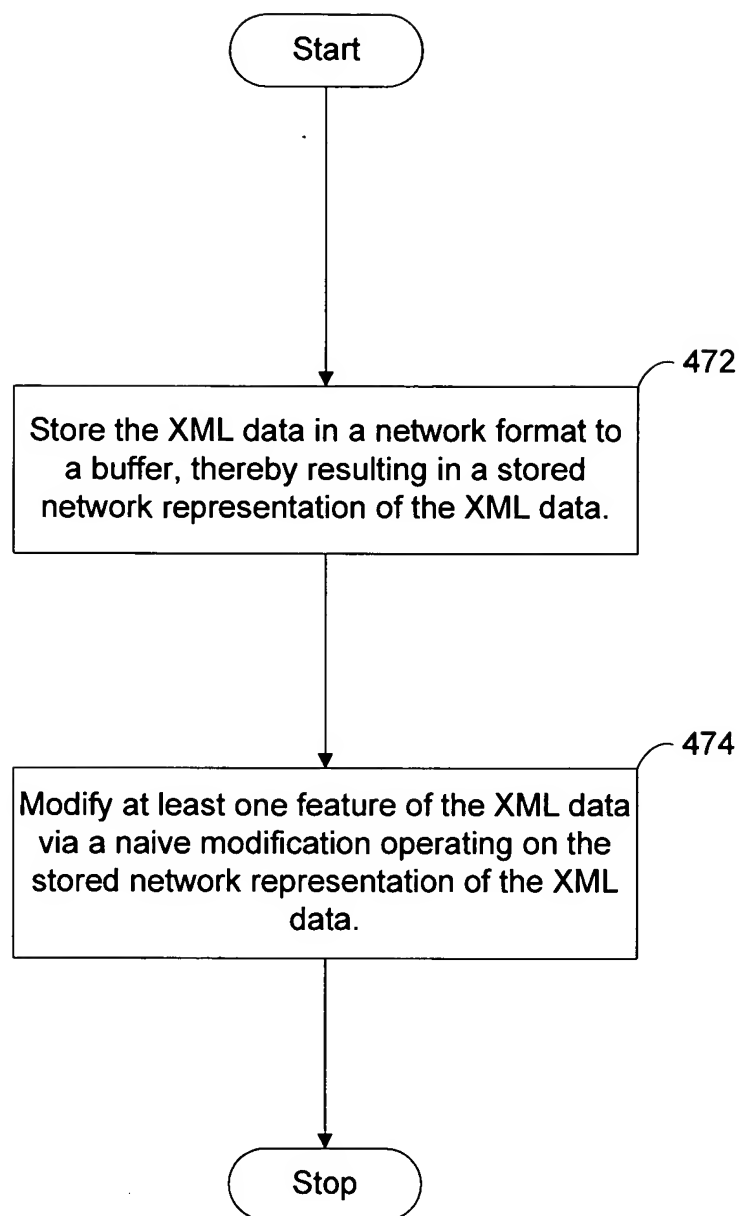 Start
472
Store the XML data in a network format to
a buffer, thereby resulting in a stored
network representation of the XML data.
474
Modify at least one feature of the XML data
via a naive modification operating on the
stored network representation of the XML
data.
Stop